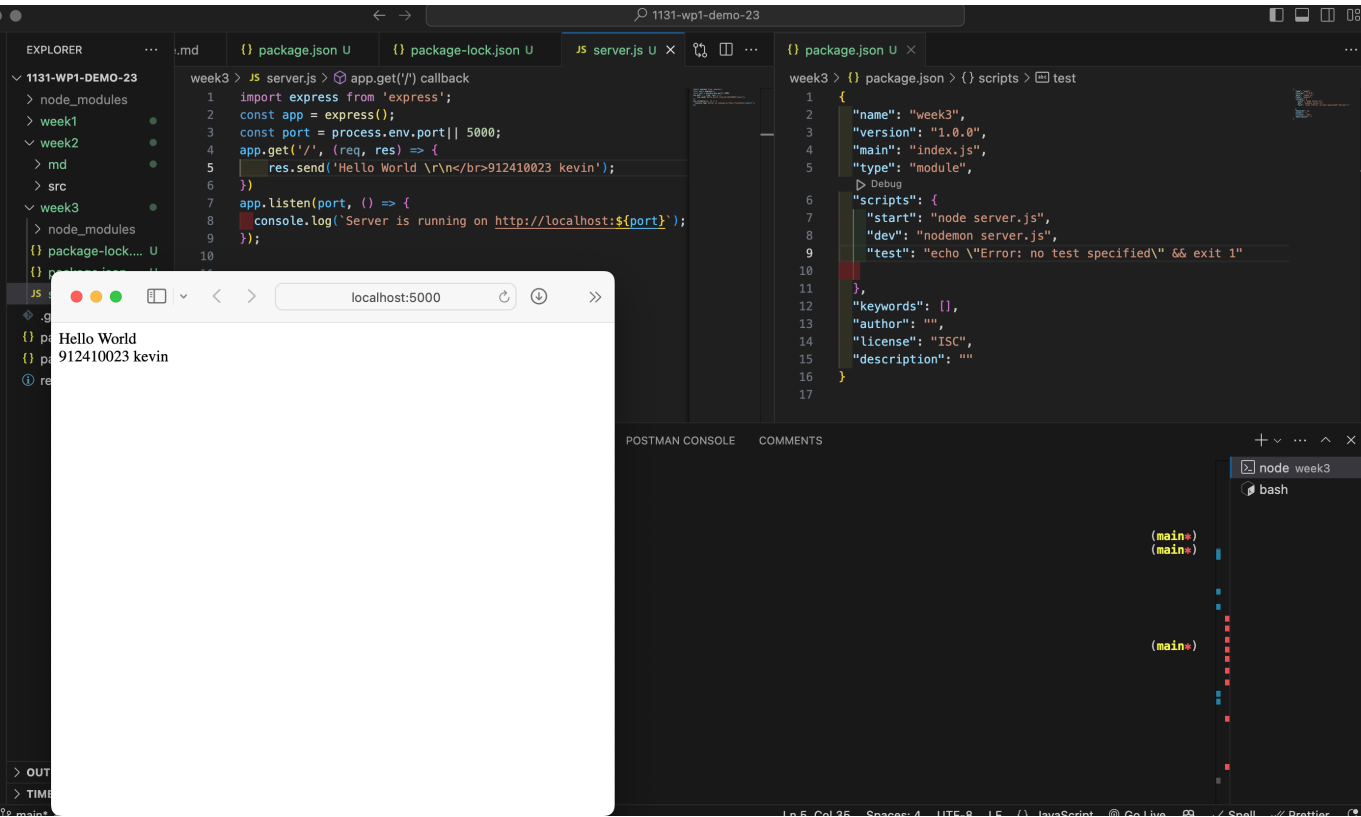 1131-wp1-demo-23
EXPLORER
1131-WP1-DEMO-23
node_modules
week1
week2
md
src
week3
node_modules
{} package-lock.... U
{}
JS
OUT
TIME
.md
{} package.json U
{} package-lock.json U
JS server.js U
week3 > JS server.js > app.get('/') callback
1 import express from 'express';
2 const app = express();
3 const port = process.env.port|| 5000;
4 app.get('/', (req, res) => {
5 res.send('Hello World \r\n</br>912410023 kevin');
6 })
7 app.listen(port, () => {
8 console.log(`Server is running on http://localhost:${port}`);
9 });
10
{} package.json U
week3 > {} package.json > {} scripts > abc test
1 {
2 "name": "week3",
3 "version": "1.0.0",
4 "main": "index.js",
5 "type": "module",
Debug
6 "scripts": {
7 "start": "node server.js",
8 "dev": "nodemon server.js",
9 "test": "echo \"Error: no test specified\" && exit 1"
10
11 },
12 "keywords": [],
13 "author": "",
14 "license": "ISC",
15 "description": ""
16 }
17
localhost:5000
Hello World
912410023 kevin
POSTMAN CONSOLE
COMMENTS
(main*)
(main*)
(main*)
node week3
bash
main*
Ln 5, Col 35 Spaces: 4 UTF-8 LF {} JavaScript Go Live Spell Prettier